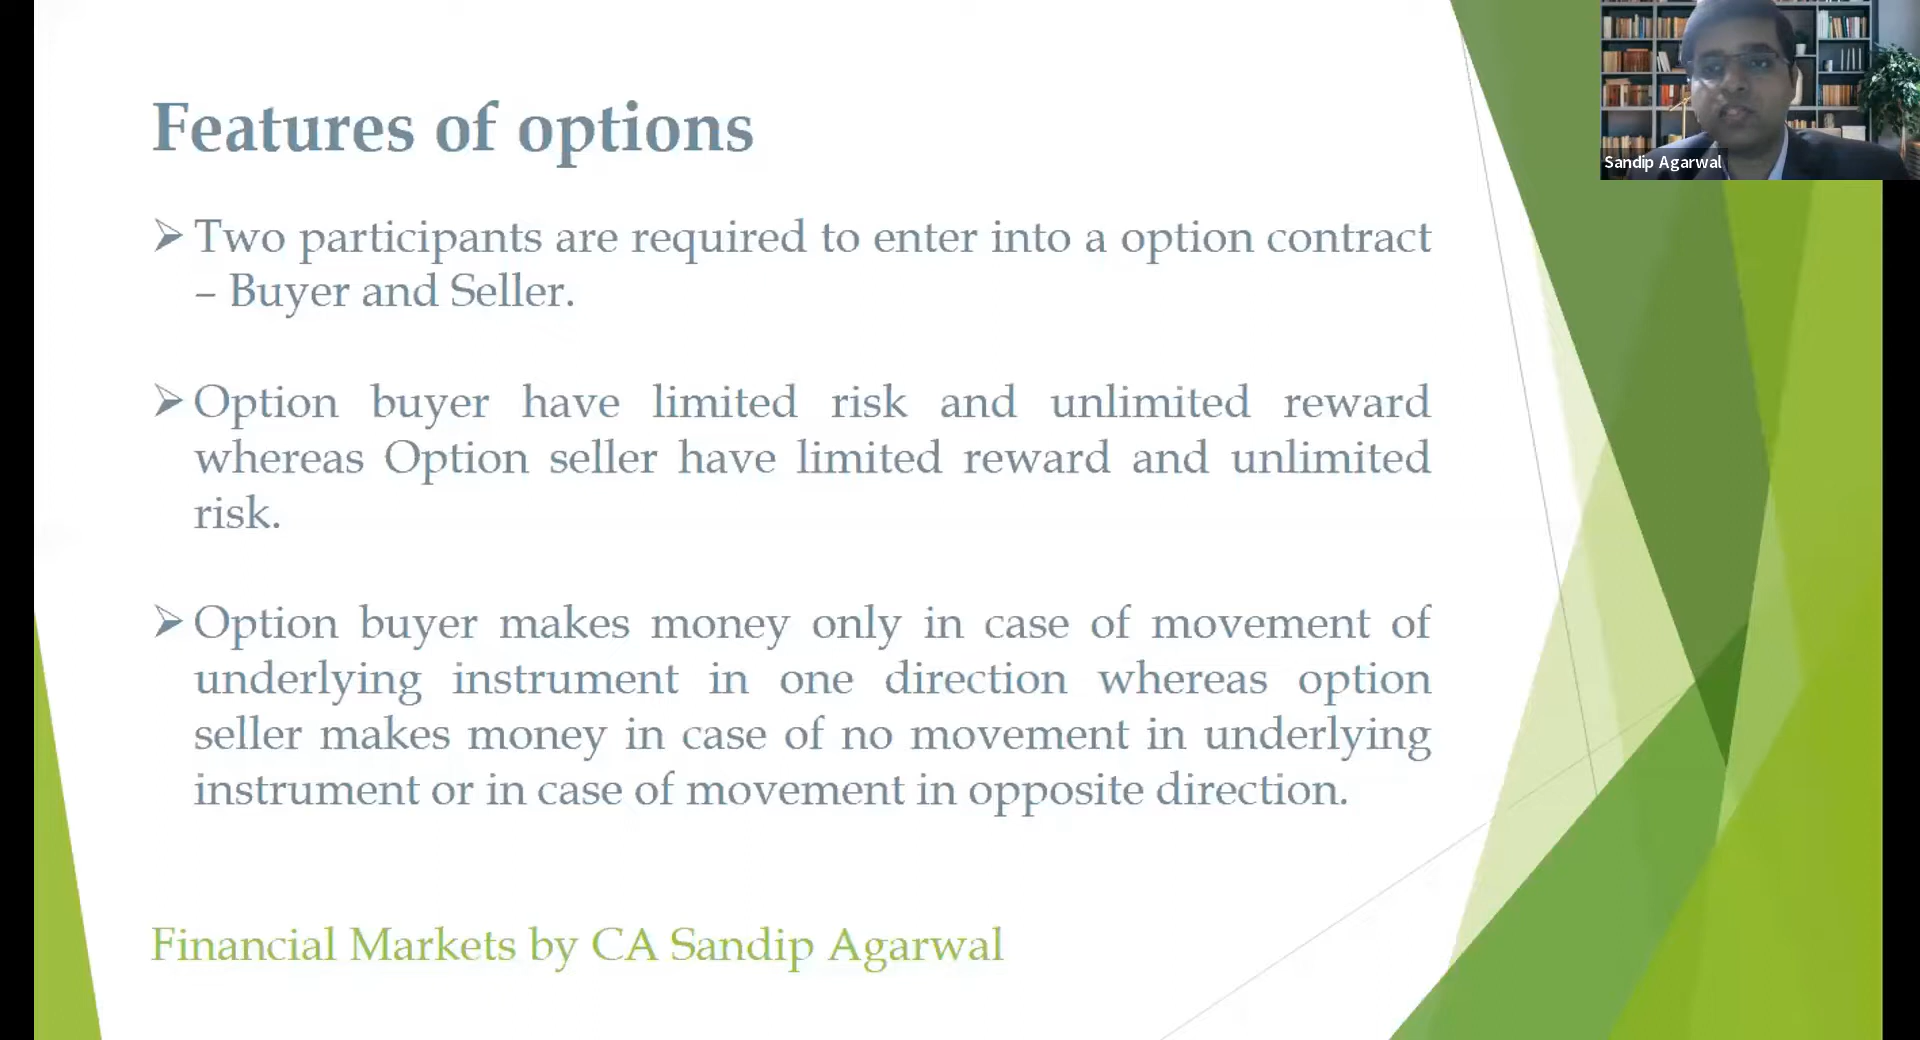 Features of options
Sandip Agarwal
➢ Two participants are required to enter into a option contract
– Buyer and Seller.
➢ Option buyer have limited risk and unlimited reward
whereas Option seller have limited reward and unlimited
risk.
➢ Option buyer makes money only in case of movement of
underlying instrument in one direction whereas option
seller makes money in case of no movement in underlying
instrument or in case of movement in opposite direction.
Financial Markets by CA Sandip Agarwal